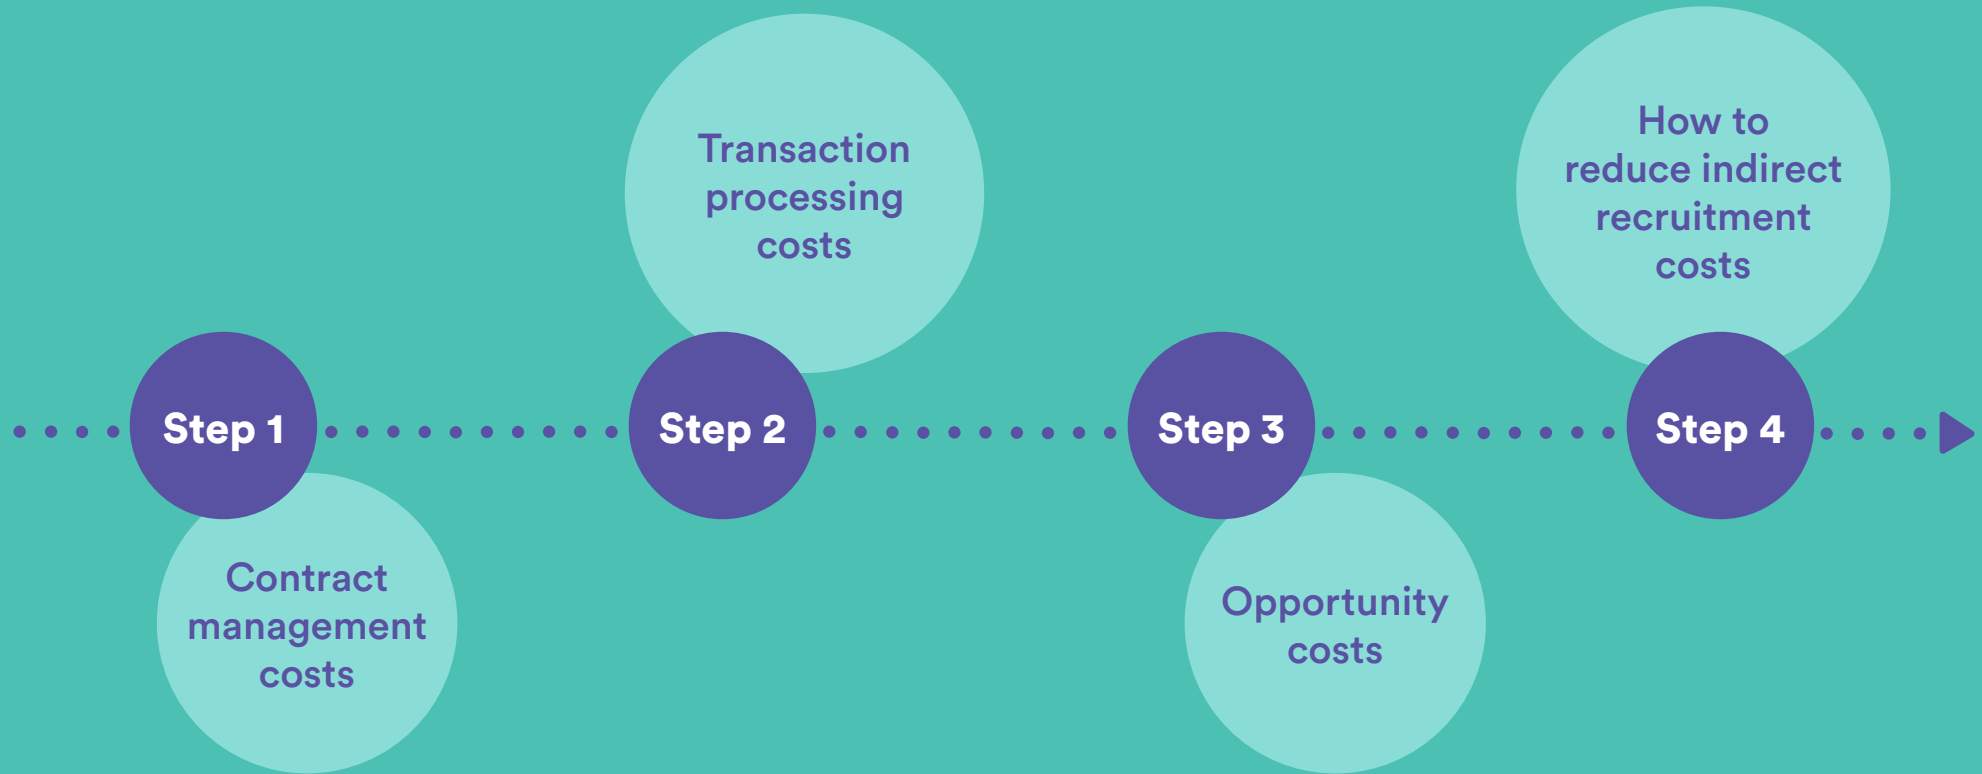 Step 1
Contract
management
costs
Step 2
Transaction
processing
costs
Step 3
Opportunity
costs
Step 4
How to
reduce indirect
recruitment
costs